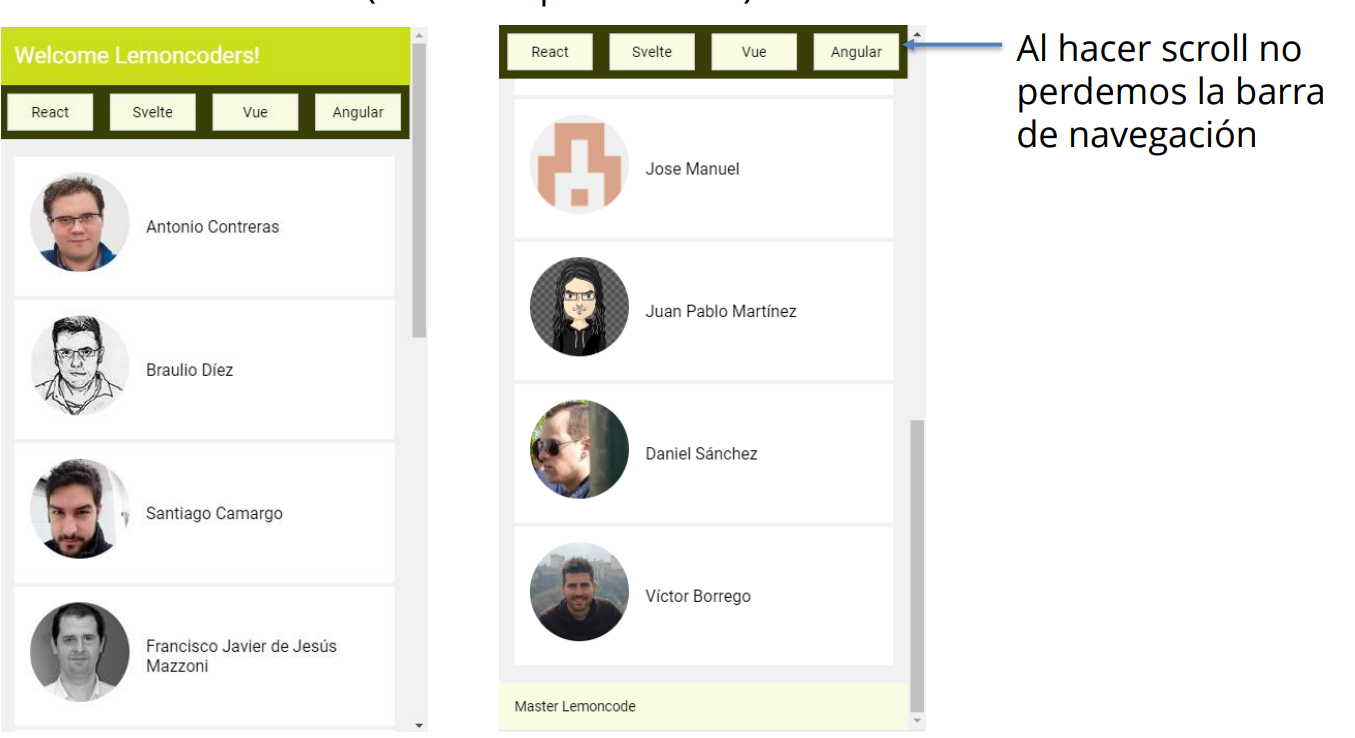 Welcome Lemoncoders!
React Svelte Vue Angular
Antonio Contreras
Braulio Díez
Santiago Camargo
Francisco Javier de Jesús
Mazzoni
React Svelte Vue Angular
Jose Manuel
Juan Pablo Martínez
Daniel Sánchez
Víctor Borrego
Master Lemoncode
Al hacer scroll no
perdemos la barra
de navegación